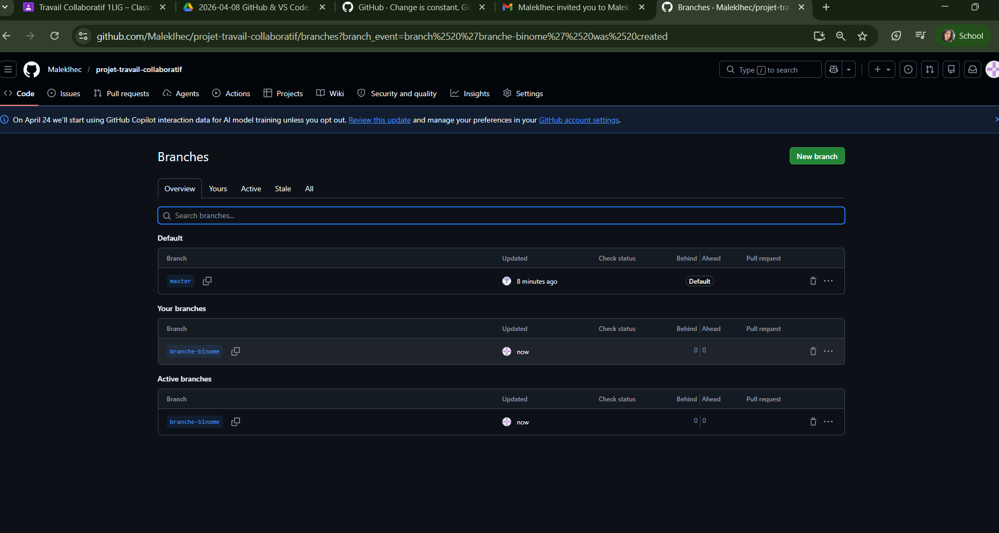 Travail Collaboratif 1LIG – Class
2026-04-08 GitHub & VS Code.
GitHub · Change is constant. Git
MalekIhec invited you to Malek
Branches · MalekIhec/projet-tra
github.com/MalekIhec/projet-travail-collaboratif/branches?branch_event=branch%2520%27branche-binome%27%2520was%2520created
School
MalekIhec / projet-travail-collaboratif
Type / to search
Code
Issues
Pull requests
Agents
Actions
Projects
Wiki
Security and quality
Insights
Settings
On April 24 we'll start using GitHub Copilot interaction data for AI model training unless you opt out. Review this update and manage your preferences in your GitHub account settings.
Branches
New branch
Overview Yours Active Stale All
Search branches...
Default
Branch Updated Check status Behind Ahead Pull request
master 8 minutes ago Default
Your branches
Branch Updated Check status Behind Ahead Pull request
branche-binome now 0 0
Active branches
Branch Updated Check status Behind Ahead Pull request
branche-binome now 0 0